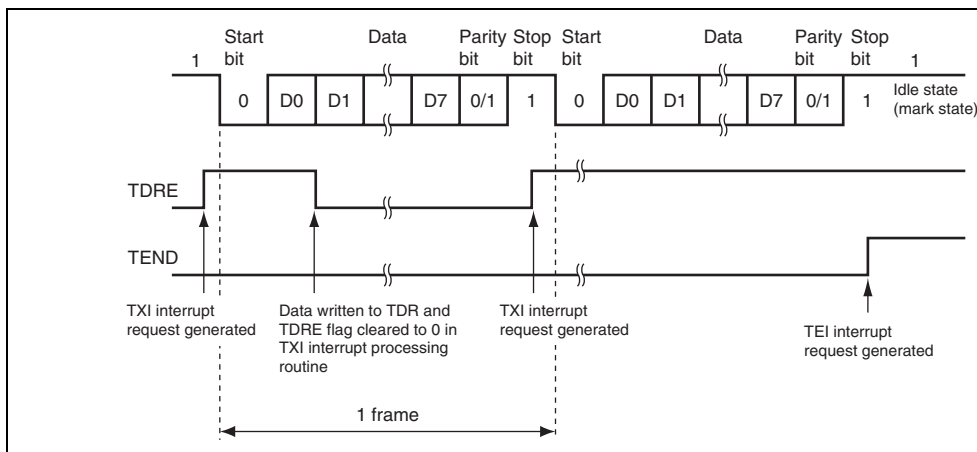 Start bit Data Parity bit Stop bit Start bit Data Parity bit Stop bit
1 1
0 D0 D1 D7 0/1 1 0 D0 D1 D7 0/1 1 Idle state (mark state)
TDRE
TEND
TXI interrupt request generated
Data written to TDR and TDRE flag cleared to 0 in TXI interrupt processing routine
TXI interrupt request generated
TEI interrupt request generated
1 frame